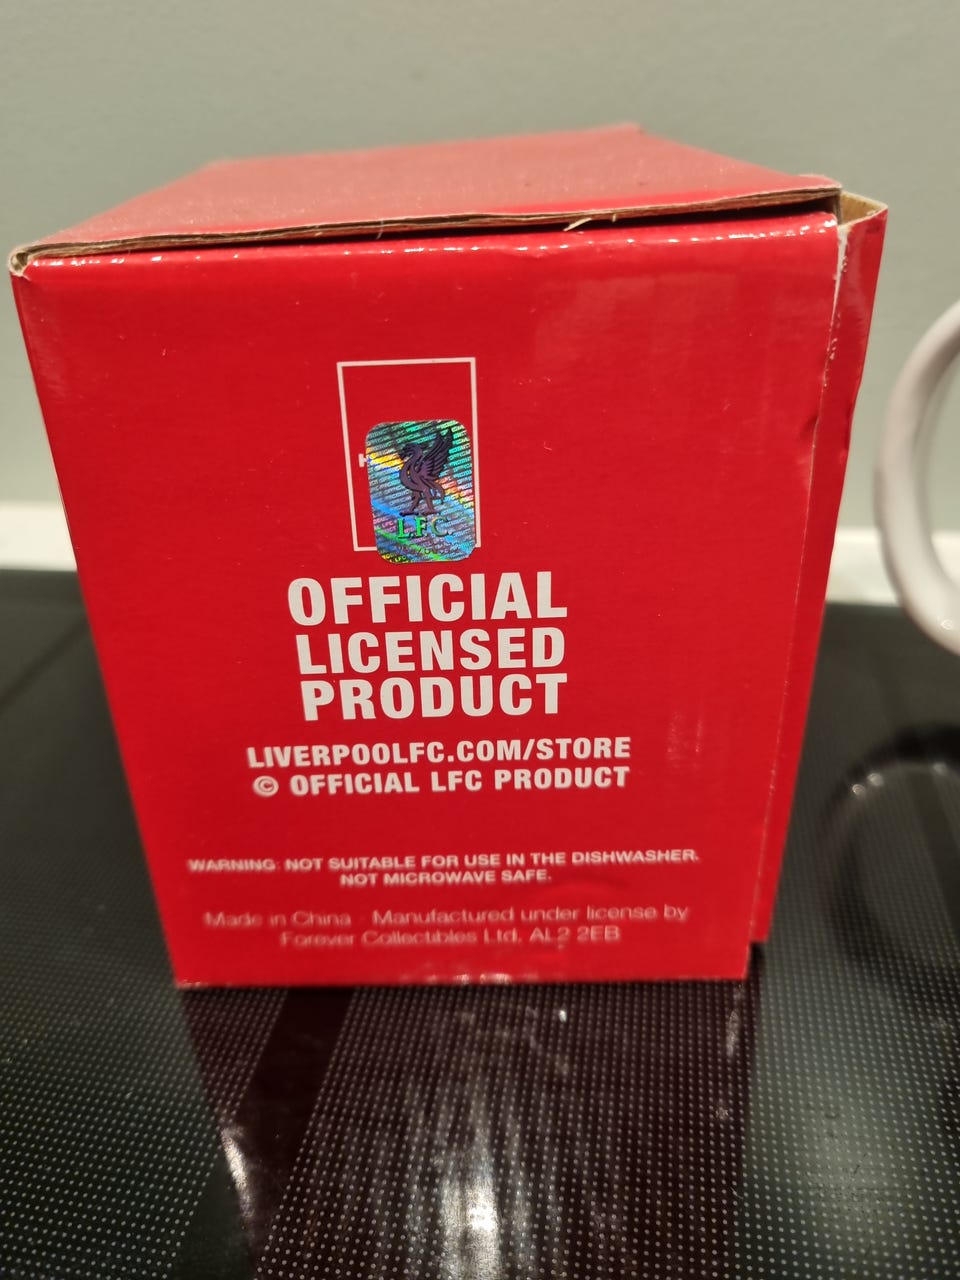 L.F.C.
OFFICIAL
LICENSED
PRODUCT
LIVERPOOLFC.COM/STORE
© OFFICIAL LFC PRODUCT
WARNING: NOT SUITABLE FOR USE IN THE DISHWASHER.
NOT MICROWAVE SAFE.
Made in China - Manufactured under license by
Forever Collectibles Ltd, AL2 2EB